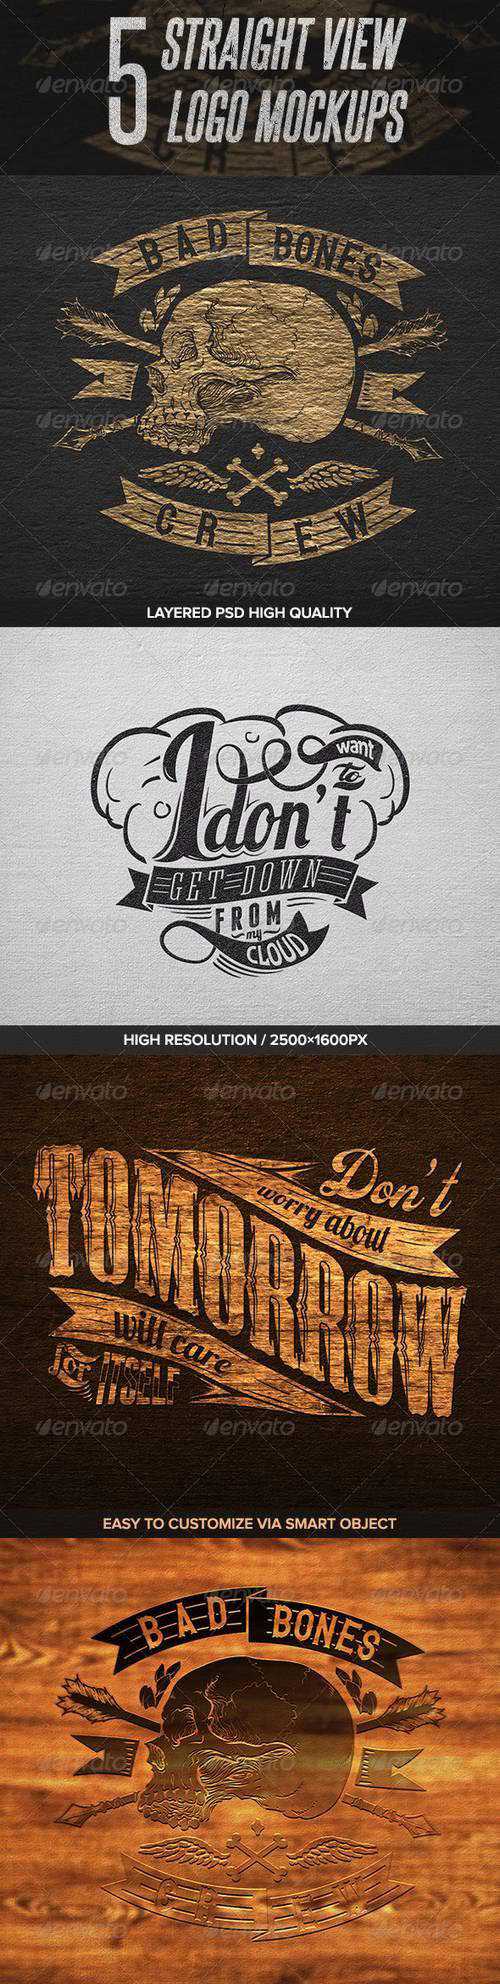 5 STRAIGHT VIEW
LOGO MOCKUPS
BAD BONES
CREW
LAYERED PSD HIGH QUALITY
I don't
want
to
GET DOWN
FROM
my
CLOUD
HIGH RESOLUTION / 2500×1600PX
Don't
worry about
TOMORROW
will care
for ITSELF
EASY TO CUSTOMIZE VIA SMART OBJECT
BAD BONES
CREW
envato